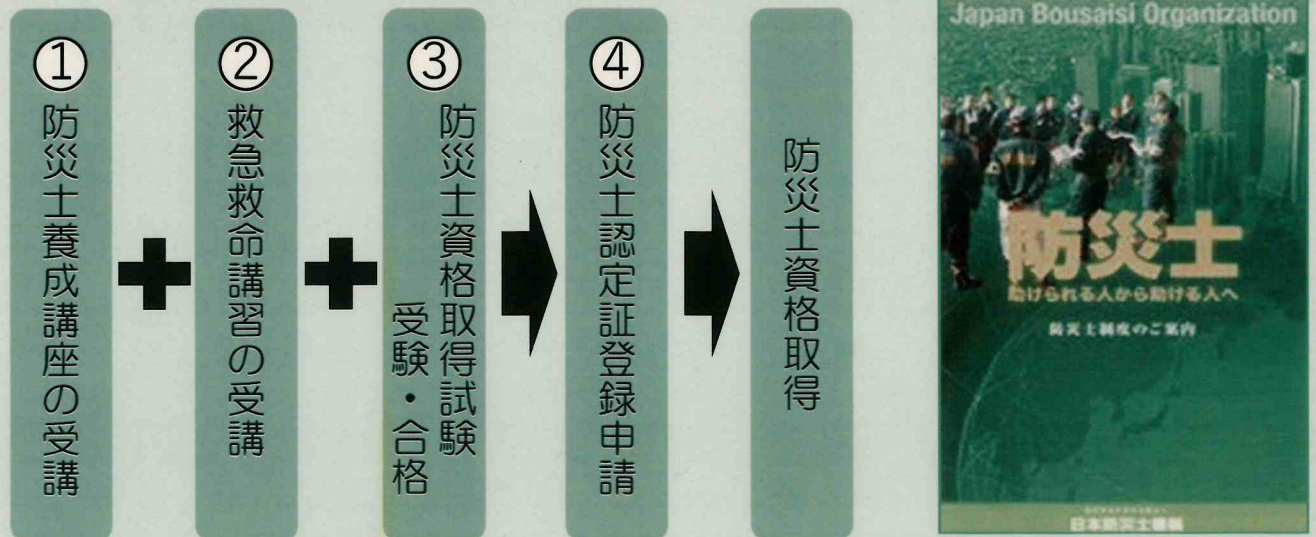 ①
防災士養成講座の受講
②
救急救命講習の受講
③
防災士資格取得試験
受験・合格
④
防災士認定証登録申請
防災士資格取得
Japan Bousaisi Organization
防災士
助けられる人から助ける人へ
防災士制度のご案内
日本防災士機構